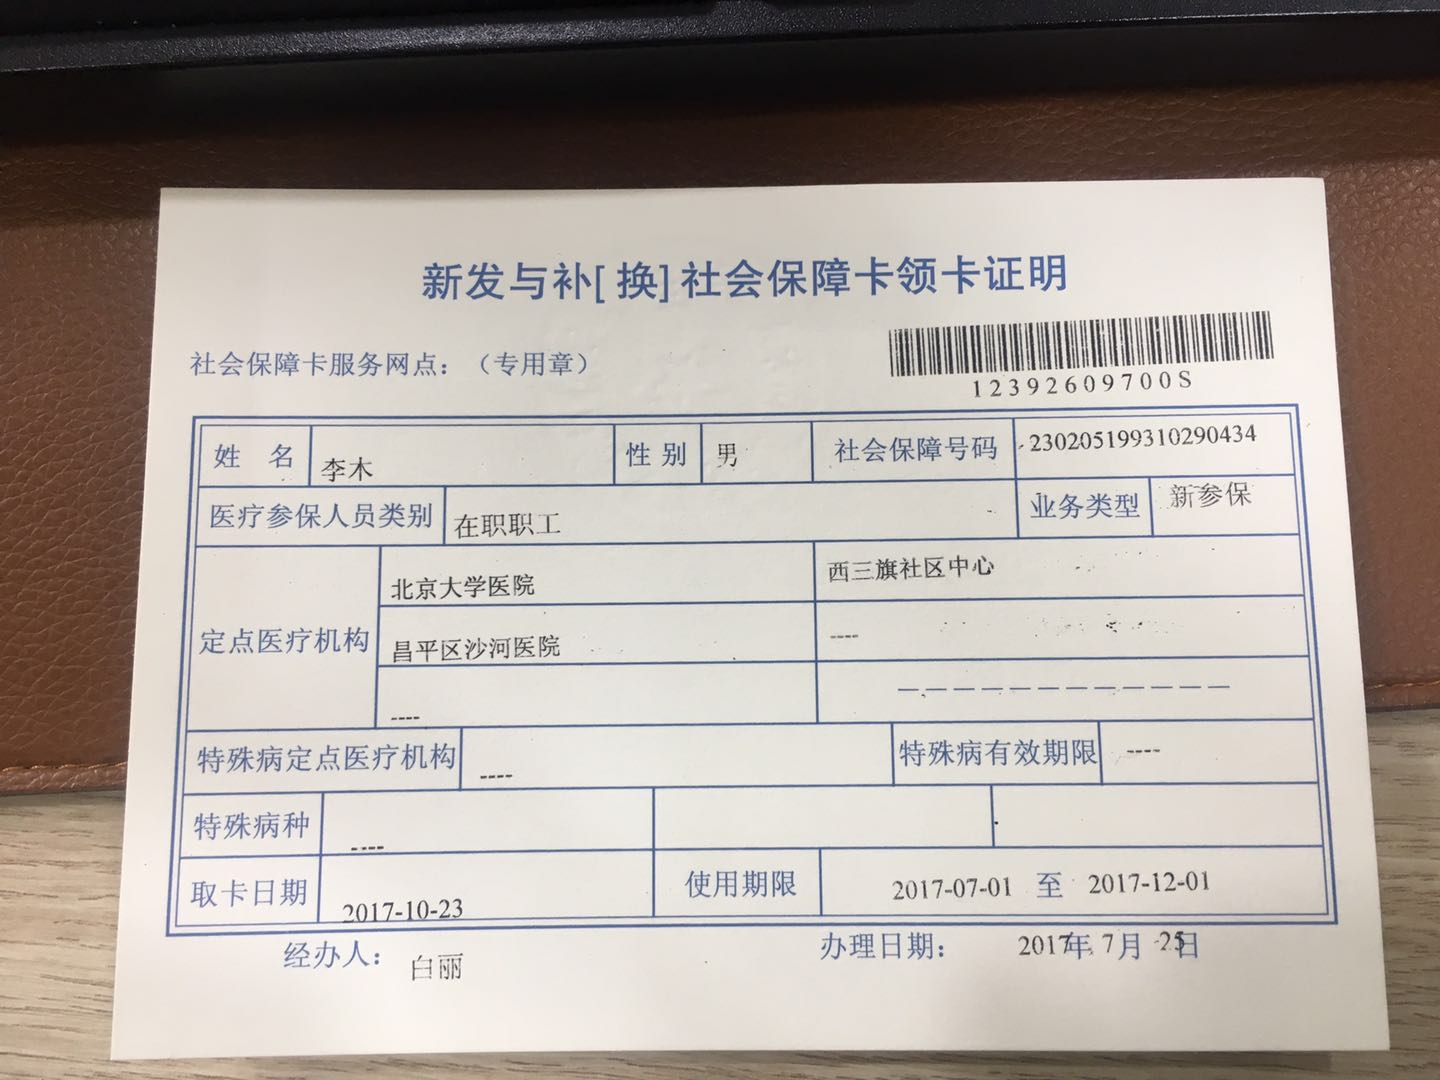 新发与补[换]社会保障卡领卡证明
社会保障卡服务网点：（专用章）
12392609700S
姓 名 李木 性别 男 社会保障号码 230205199310290434
医疗参保人员类别 在职职工 业务类型 新参保
定点医疗机构
北京大学医院 西三旗社区中心
昌平区沙河医院 ----
---- — — — — — — — — — — — —
特殊病定点医疗机构 ---- 特殊病有效期限 ----
特殊病种 ----
取卡日期 2017-10-23 使用期限 2017-07-01 至 2017-12-01
经办人： 白丽 办理日期： 2017年 7月 25日